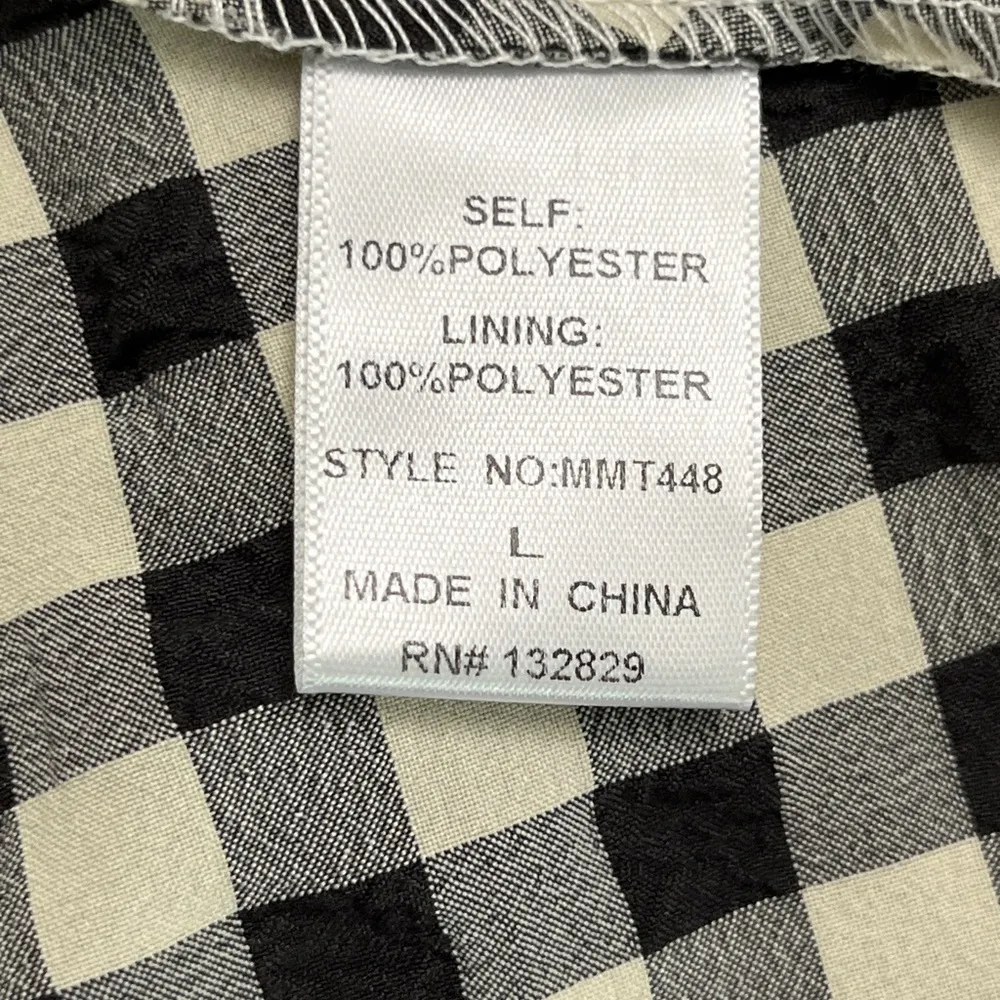 SELF:
100%POLYESTER
LINING:
100%POLYESTER
STYLE NO:MMT448
L
MADE IN CHINA
RN# 132829